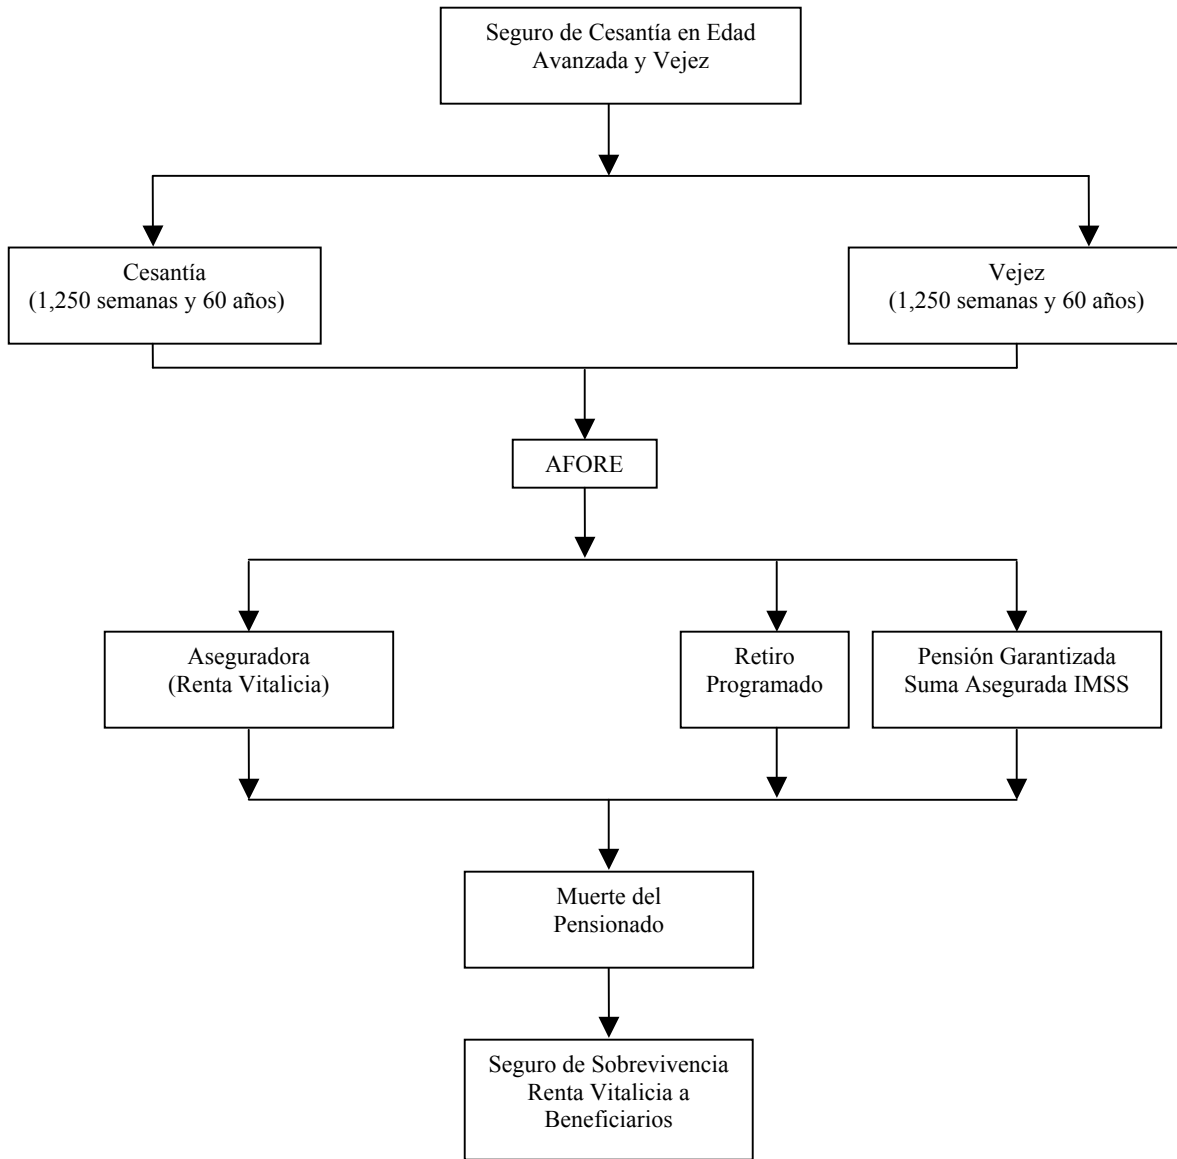 Seguro de Cesantía en Edad
Avanzada y Vejez
Cesantía
(1,250 semanas y 60 años)
Vejez
(1,250 semanas y 60 años)
AFORE
Aseguradora
(Renta Vitalicia)
Retiro
Programado
Pensión Garantizada
Suma Asegurada IMSS
Muerte del
Pensionado
Seguro de Sobrevivencia
Renta Vitalicia a
Beneficiarios